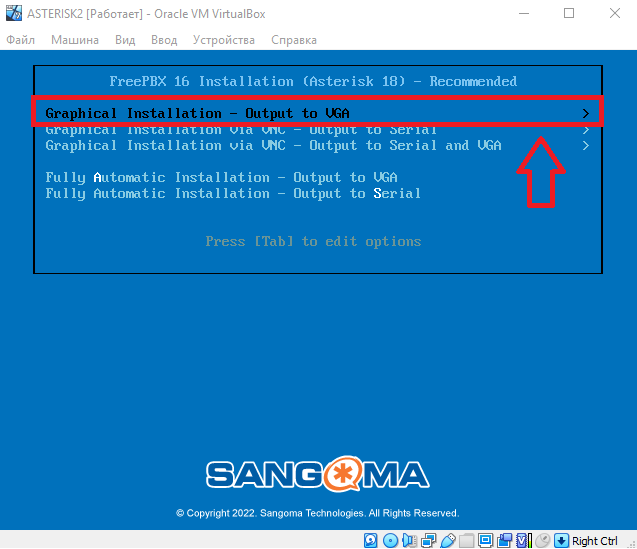 ASTERISK2 [Работает] - Oracle VM VirtualBox
Файл Машина Вид Ввод Устройства Справка
FreePBX 16 Installation (Asterisk 18) - Recommended
Graphical Installation - Output to VGA >
Graphical Installation via VNC - Output to Serial >
Graphical Installation via VNC - Output to Serial and VGA >
Fully Automatic Installation - Output to VGA
Fully Automatic Installation - Output to Serial
Press [Tab] to edit options
SANGOMA
© Copyright 2022. Sangoma Technologies. All Rights Reserved.
Right Ctrl